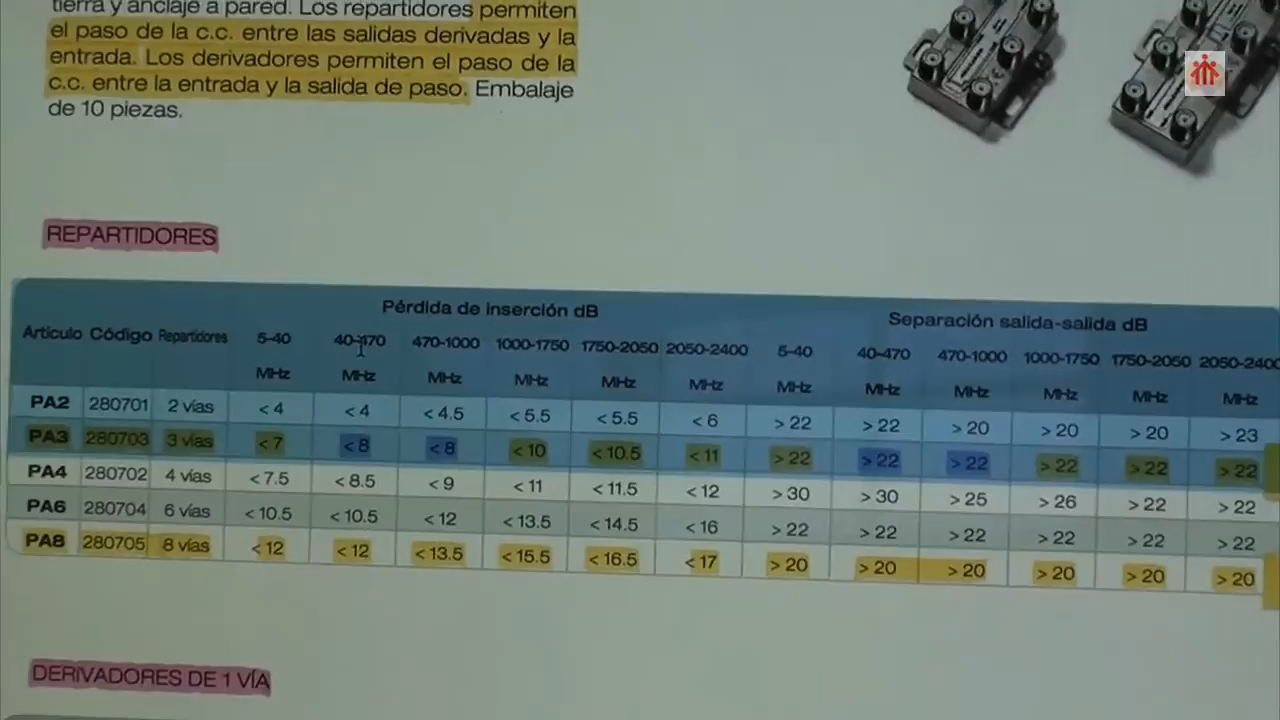 tierra y anclaje a pared. Los repartidores permiten
el paso de la c.c. entre las salidas derivadas y la
entrada. Los derivadores permiten el paso de la
c.c. entre la entrada y la salida de paso. Embalaje
de 10 piezas.
REPARTIDORES
Pérdida de inserción dB Separación salida-salida dB
Artículo Código Repartidores 5-40 MHz 40-470 MHz 470-1000 MHz 1000-1750 MHz 1750-2050 MHz 2050-2400 MHz 5-40 MHz 40-470 MHz 470-1000 MHz 1000-1750 MHz 1750-2050 MHz 2050-2400 MHz
PA2 280701 2 vías < 4 < 4 < 4.5 < 5.5 < 5.5 < 6 > 22 > 22 > 20 > 20 > 20 > 23
PA3 280703 3 vías < 7 < 8 < 8 < 10 < 10.5 < 11 > 22 > 22 > 22 > 22 > 22 > 22
PA4 280702 4 vías < 7.5 < 8.5 < 9 < 11 < 11.5 < 12 > 30 > 30 > 25 > 26 > 22 > 22
PA6 280704 6 vías < 10.5 < 10.5 < 12 < 13.5 < 14.5 < 16 > 22 > 22 > 22 > 22 > 22 > 22
PA8 280705 8 vías < 12 < 12 < 13.5 < 15.5 < 16.5 < 17 > 20 > 20 > 20 > 20 > 20 > 20
DERIVADORES DE 1 VÍA